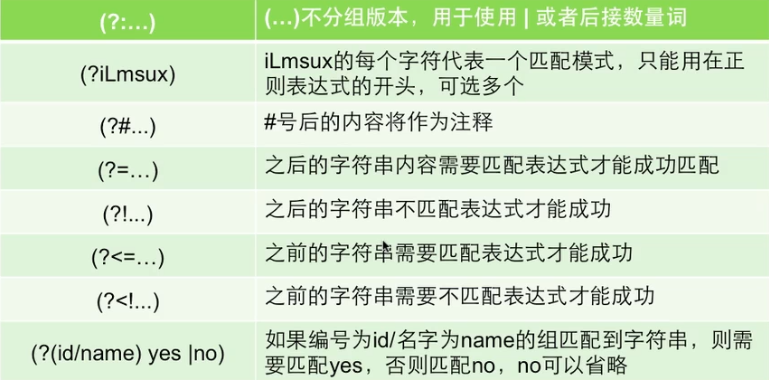 (?:…)
(…)不分组版本，用于使用 | 或者后接数量词
(?iLmsux)
iLmsux的每个字符代表一个匹配模式，只能用在正
则表达式的开头，可选多个
(?#...)
#号后的内容将作为注释
(?=…)
之后的字符串内容需要匹配表达式才能成功匹配
(?!...)
之后的字符串不匹配表达式才能成功
(?<=…)
之前的字符串需要匹配表达式才能成功
(?<!...)
之前的字符串需要不匹配表达式才能成功
(?(id/name) yes |no)
如果编号为id/名字为name的组匹配到字符串，则需
要匹配yes，否则匹配no，no可以省略